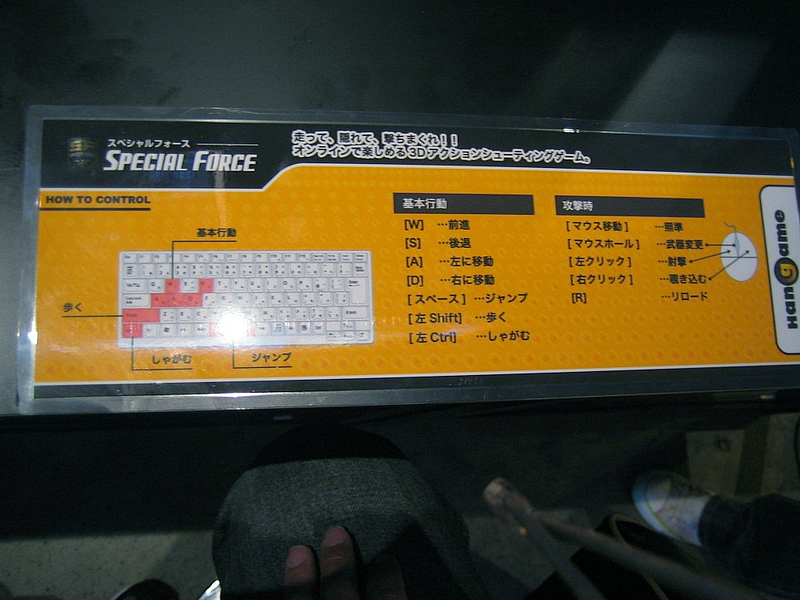 スペシャルフォース
SPECIAL FORCE
走って、隠れて、撃ちまくれ！！
オンラインで楽しめる3Dアクションシューティングゲーム。
HOW TO CONTROL
基本行動
歩く
しゃがむ
ジャンプ
基本行動
[W] …前進
[S] …後退
[A] …左に移動
[D] …右に移動
[スペース] …ジャンプ
[左 Shift] …歩く
[左 Ctrl] …しゃがむ
攻撃時
[マウス移動] …照準
[マウスホール] …武器変更
[左クリック] …射撃
[右クリック] …覗き込む
[R] …リロード
Hangame